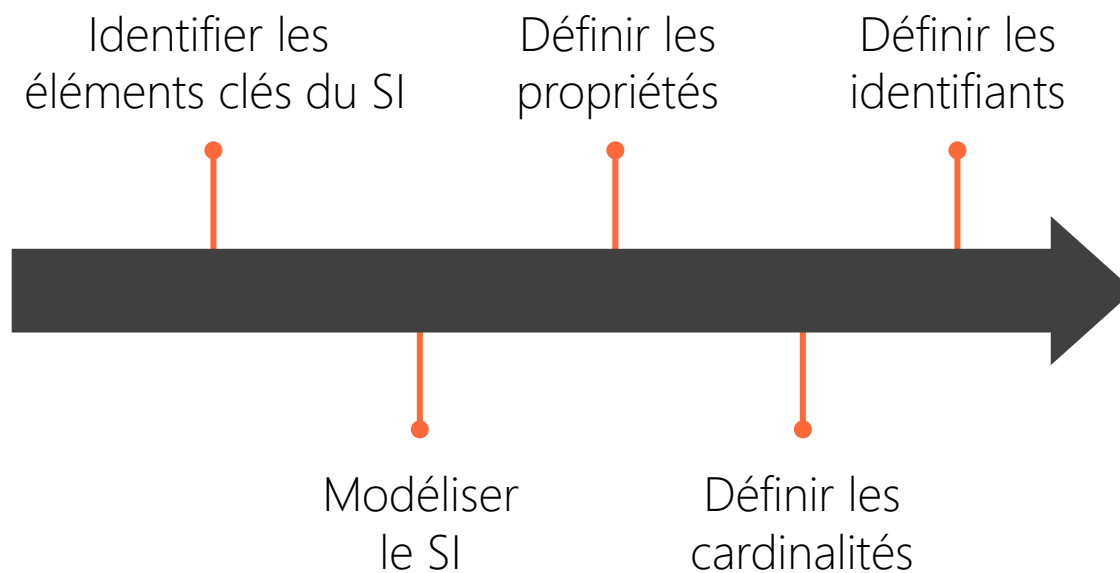 Identifier les
éléments clés du SI
Définir les
propriétés
Définir les
identifiants
Modéliser
le SI
Définir les
cardinalités